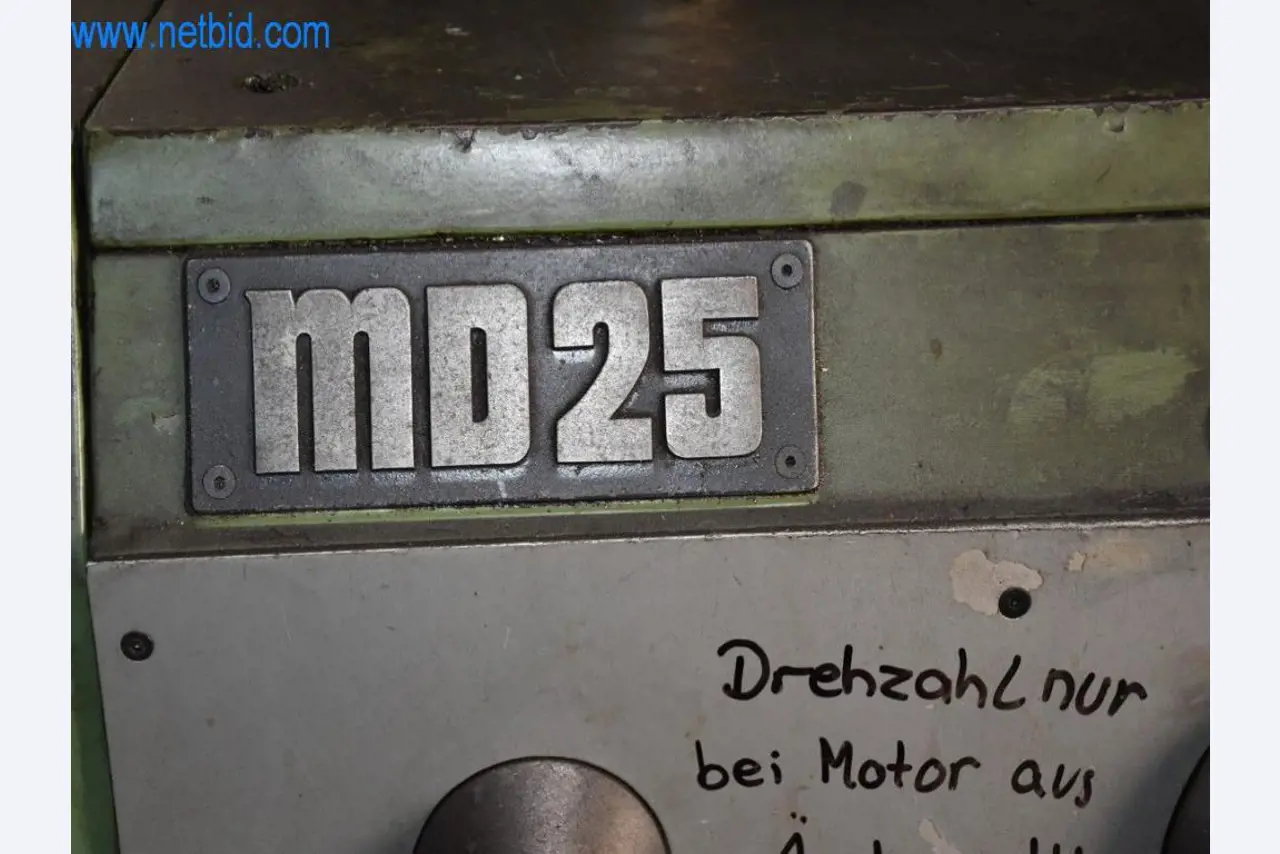 www.netbid.com
MD25
Drehzahl nur
bei Motor aus